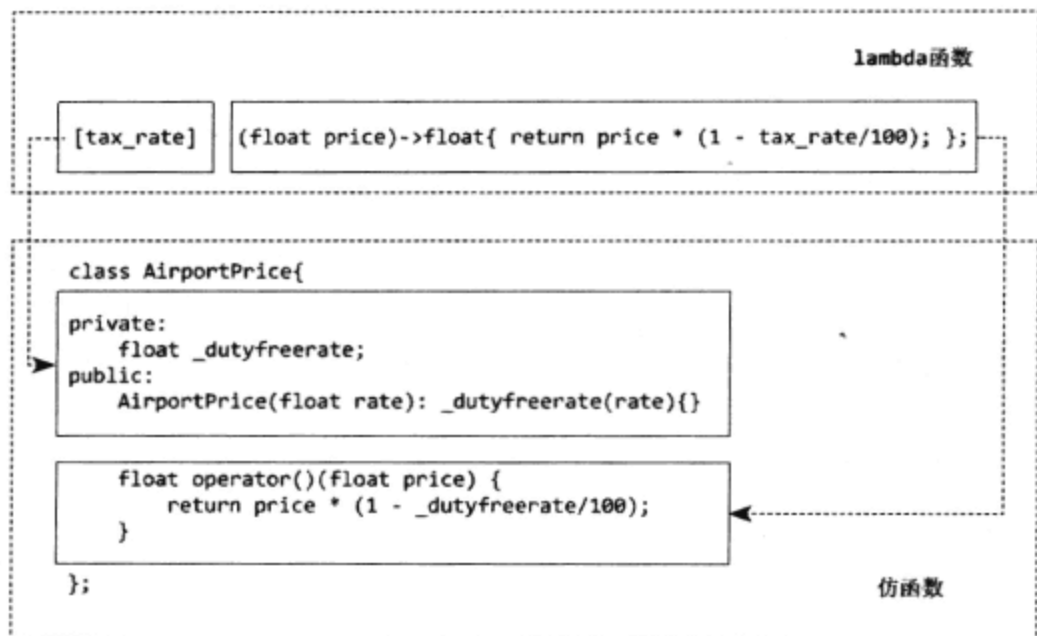 lambda函数
[tax_rate] (float price)->float{ return price * (1 - tax_rate/100); };
class AirportPrice{
private:
float _dutyfreerate;
public:
AirportPrice(float rate): _dutyfreerate(rate){}
float operator()(float price) {
return price * (1 - _dutyfreerate/100);
}
};
仿函数